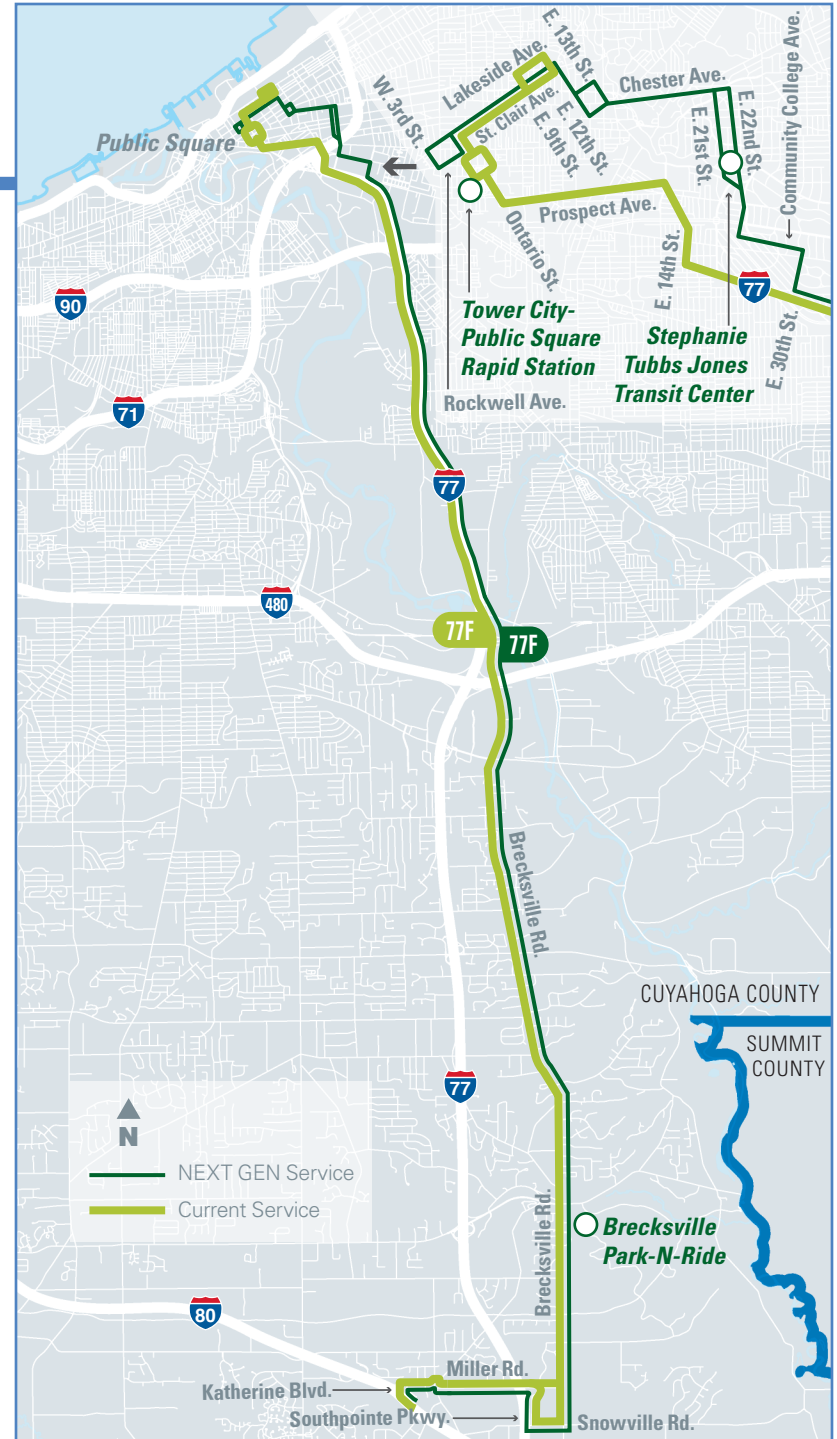 Public Square
W. 3rd St.
Lakeside Ave.
E. 13th St.
Chester Ave.
St. Clair Ave.
E. 12th St.
E. 9th St.
E. 22nd St.
E. 21st St.
Community College Ave.
Prospect Ave.
Ontario St.
E. 14th St.
77
E. 30th St.
Tower City-
Public Square
Rapid Station
Stephanie
Tubbs Jones
Transit Center
Rockwell Ave.
90
71
77
480
77F
77F
Brecksville Rd.
CUYAHOGA COUNTY
SUMMIT
COUNTY
77
N
NEXT GEN Service
Current Service
Brecksville Rd.
Brecksville
Park-N-Ride
80
Miller Rd.
Katherine Blvd.
Southpointe Pkwy.
Snowville Rd.